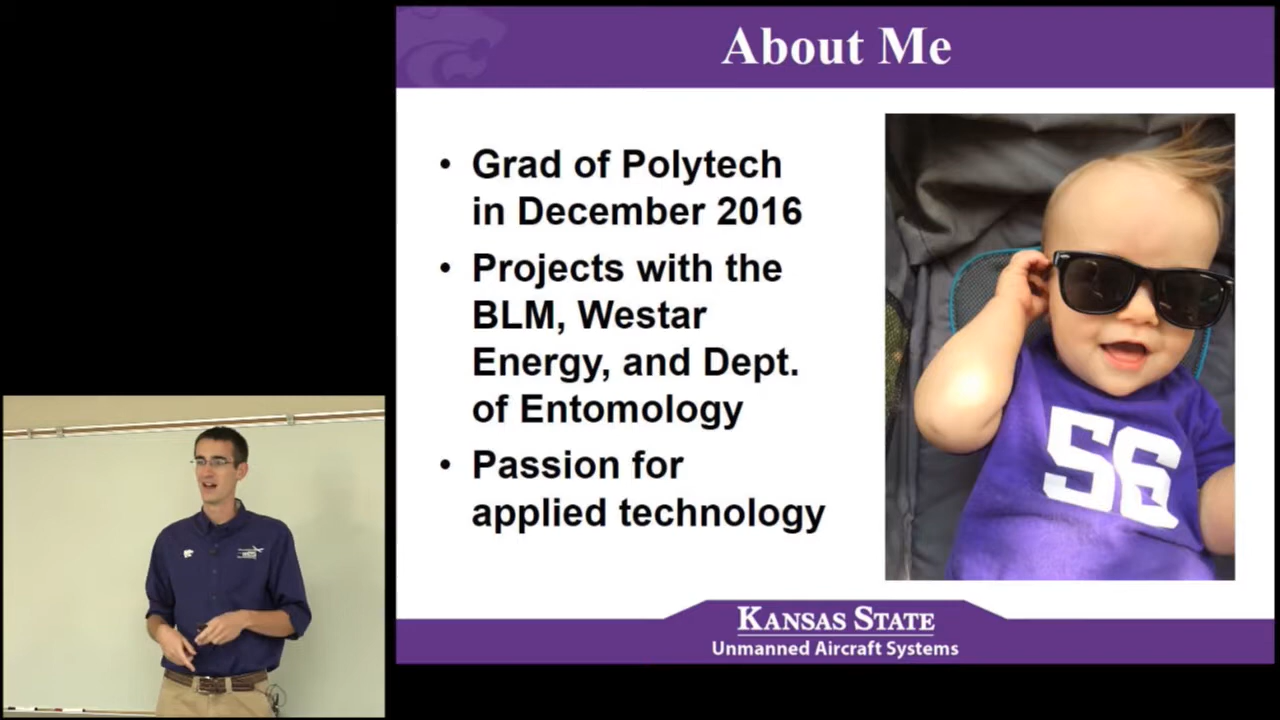 About Me
• Grad of Polytech
in December 2016
• Projects with the
BLM, Westar
Energy, and Dept.
of Entomology
• Passion for
applied technology
56
KANSAS STATE
Unmanned Aircraft Systems